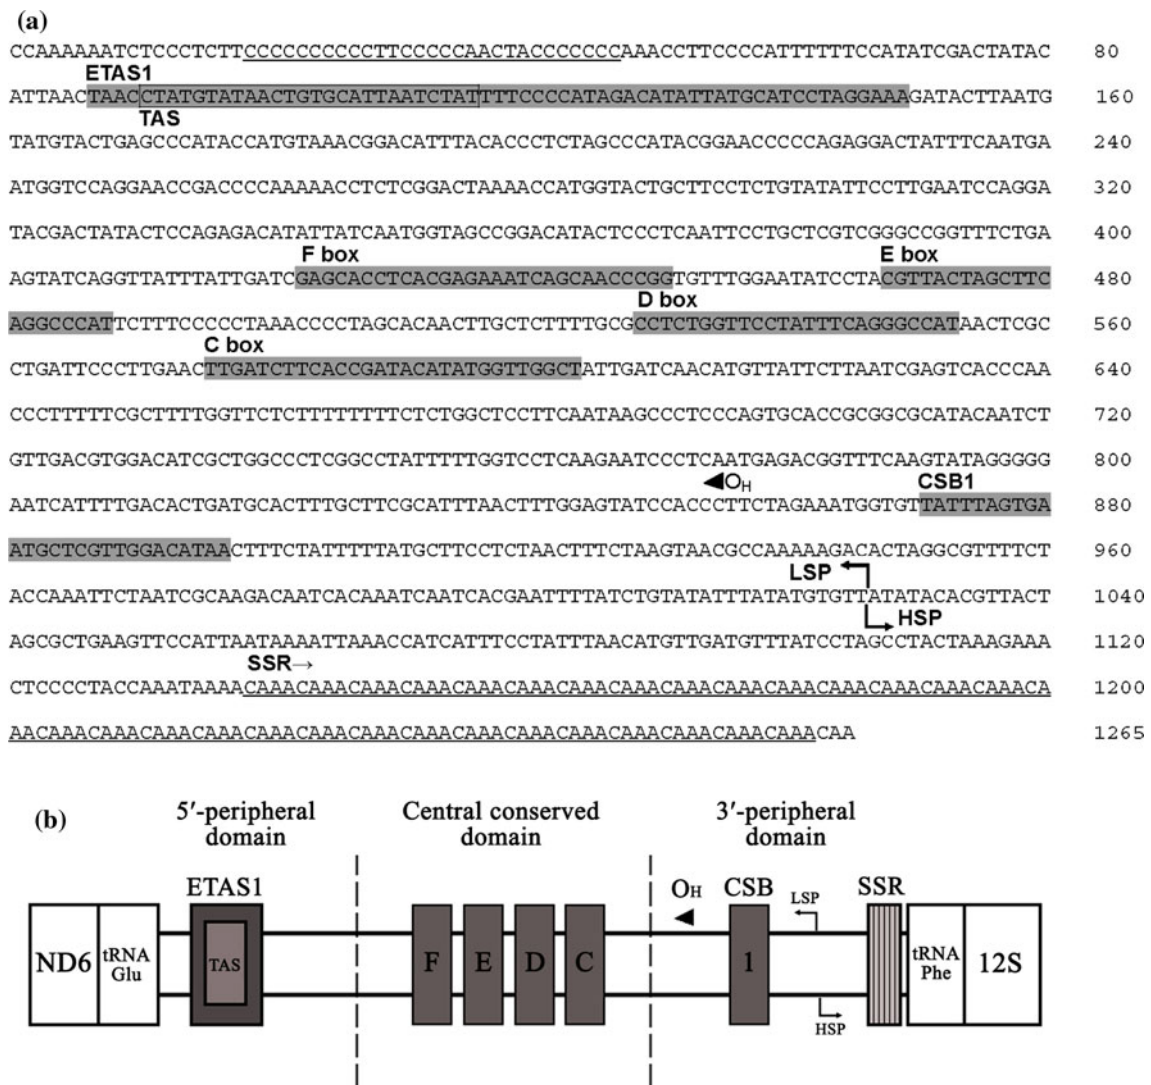 (a)
CCAAAAAATCTCCCTCTTCCCCCCCCCCTTCCCCCAACTACCCCCCCAAACCTTCCCCATTTTTTCCATATCGACTATAC 80
ETAS1
ATTAACTAACCTATGTATAACTGTGCATTAATCTATTTTCCCCATAGACATATTATGCATCCTAGGAAAGATACTTAATG 160
TAS
TATGTACTGAGCCCATACCATGTAAACGGACATTTACACCCTCTAGCCCATACGGAACCCCCAGAGGACTATTTCAATGA 240
ATGGTCCAGGAACCGACCCCAAAAACCTCTCGGACTAAAACCATGGTACTGCTTCCTCTGTATATTCCTTGAATCCAGGA 320
TACGACTATACTCCAGAGACATATTATCAATGGTAGCCGGACATACTCCCTCAATTCCTGCTCGTCGGGCCGGTTTCTGA 400
F box E box
AGTATCAGGTTATTTATTGATCGAGCACCTCACGAGAAATCAGCAACCCGGTGTTTGGAATATCCTACGTTACTAGCTTC 480
D box
AGGCCCATTCTTTCCCCCTAAACCCCTAGCACAACTTGCTCTTTTGCGCCTCTGGTTCCTATTTCAGGGCCATAACTCGC 560
C box
CTGATTCCCTTGAACTTGATCTTCACCGATACATATGGTTGGCTATTGATCAACATGTTATTCTTAATCGAGTCACCCAA 640
CCCTTTTTCGCTTTTGGTTCTCTTTTTTTTCTCTGGCTCCTTCAATAAGCCCTCCCAGTGCACCGCGGCGCATACAATCT 720
GTTGACGTGGACATCGCTGGCCCTCGGCCTATTTTTGGTCCTCAAGAATCCCTCAATGAGACGGTTTCAAGTATAGGGGG 800
OH CSB1
AATCATTTTGACACTGATGCACTTTGCTTCGCATTTAACTTTGGAGTATCCACCCTTCTAGAAATGGTGTTATTTAGTGA 880
ATGCTCGTTGGACATAACTTTCTATTTTTATGCTTCCTCTAACTTTCTAAGTAACGCCAAAAAGACACTAGGCGTTTTCT 960
LSP
ACCAAATTCTAATCGCAAGACAATCACAAATCAATCACGAATTTTATCTGTATATTTATATGTGTTATATACACGTTACT 1040
HSP
AGCGCTGAAGTTCCATTAATAAAATTAAACCATCATTTCCTATTTAACATGTTGATGTTTATCCTAGCCTACTAAAGAAA 1120
SSR→
CTCCCCTACCAAATAAAACAAACAAACAAACAAACAAACAAACAAACAAACAAACAAACAAACAAACAAACAAACAAACA 1200
AACAAACAAACAAACAAACAAACAAACAAACAAACAAACAAACAAACAAACAAACAAACAAACAA 1265
(b)
5′-peripheral domain Central conserved domain 3′-peripheral domain
ETAS1 OH CSB LSP SSR
ND6 tRNA Glu TAS F E D C 1 tRNA Phe 12S
HSP